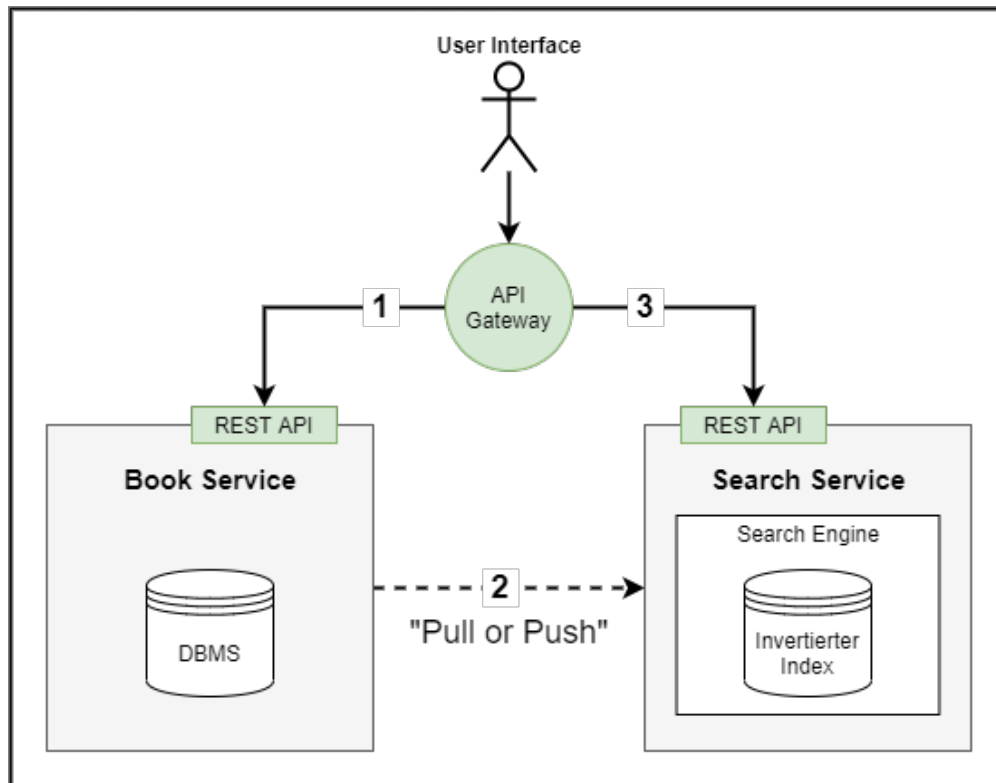 User Interface
1
API
Gateway
3
REST API
REST API
Book Service
Search Service
Search Engine
2
"Pull or Push"
DBMS
Invertierter
Index